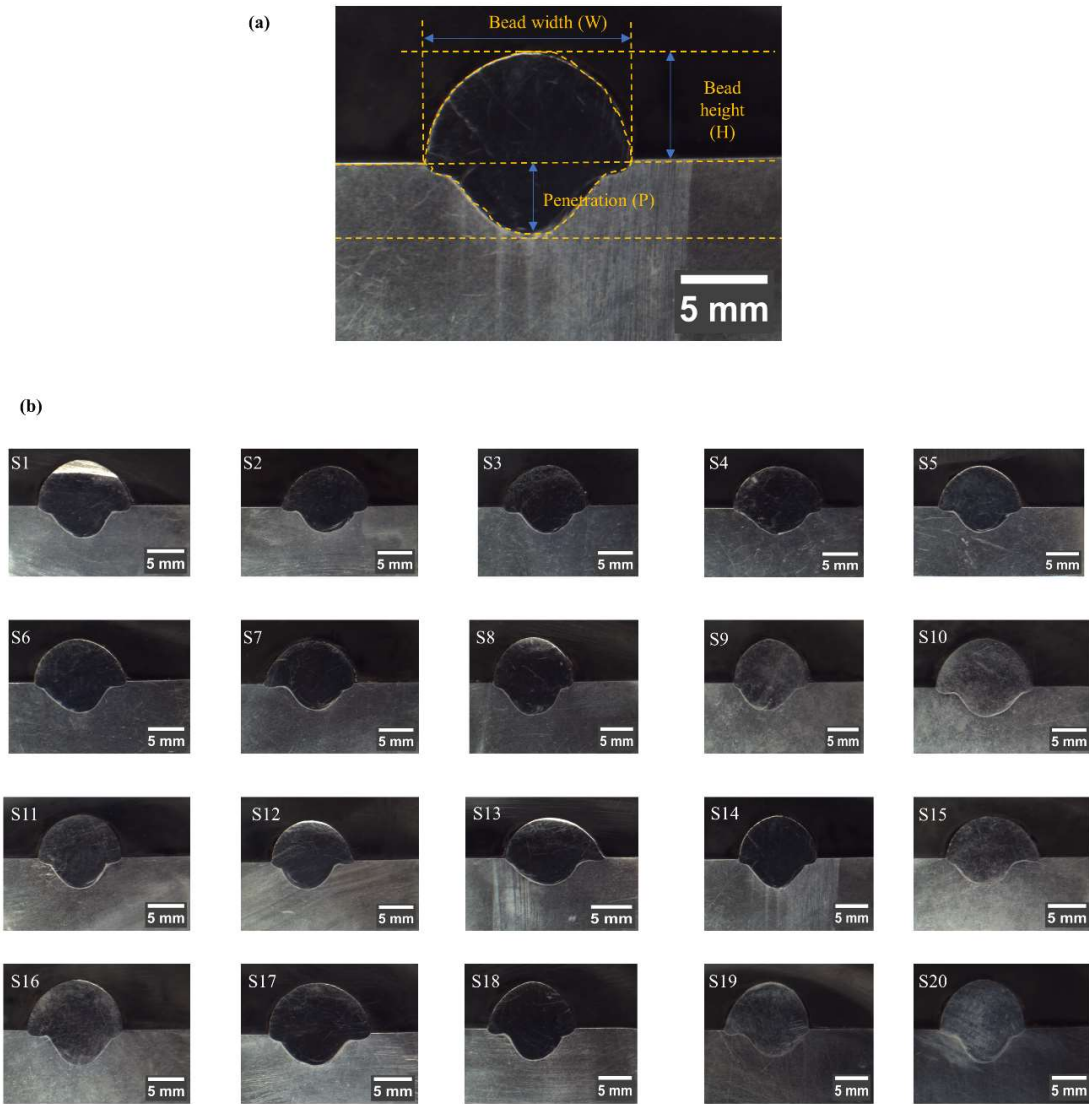 (a)
Bead width (W)
Bead
height
(H)
Penetration (P)
5 mm
(b)
S1
5 mm
S2
5 mm
S3
5 mm
S4
5 mm
S5
5 mm
S6
5 mm
S7
5 mm
S8
5 mm
S9
5 mm
S10
5 mm
S11
5 mm
S12
5 mm
S13
5 mm
S14
5 mm
S15
5 mm
S16
5 mm
S17
5 mm
S18
5 mm
S19
5 mm
S20
5 mm